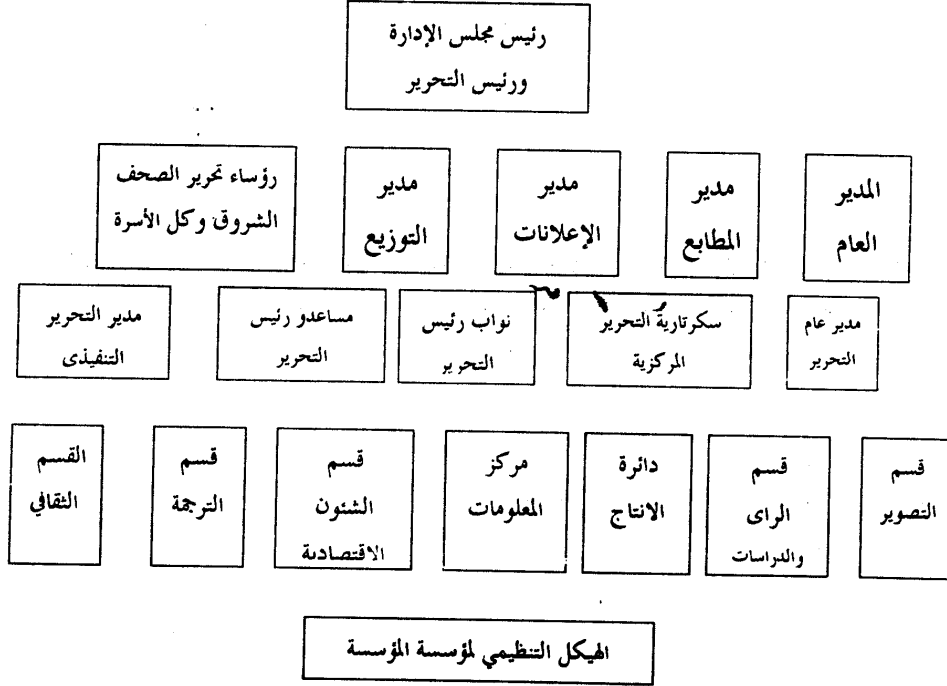 رئيس مجلس الإدارة
ورئيس التحرير
المدير
العام
مدير
المطابع
مدير
الإعلانات
مدير
التوزيع
رؤساء تحرير الصحف
الشروق وكل الأسرة
مدير عام
التحرير
سكرتارية التحرير
المركزية
نواب رئيس
التحرير
مساعدو رئيس
التحرير
مدير التحرير
التنفيذى
قسم
التصوير
قسم
الراى
والدراسات
دائرة
الانتاج
مركز
المعلومات
قسم
الشئون
الاقتصادية
قسم
الترجمة
القسم
الثقافي
الهيكل التنظيمي لمؤسسة المؤسسة